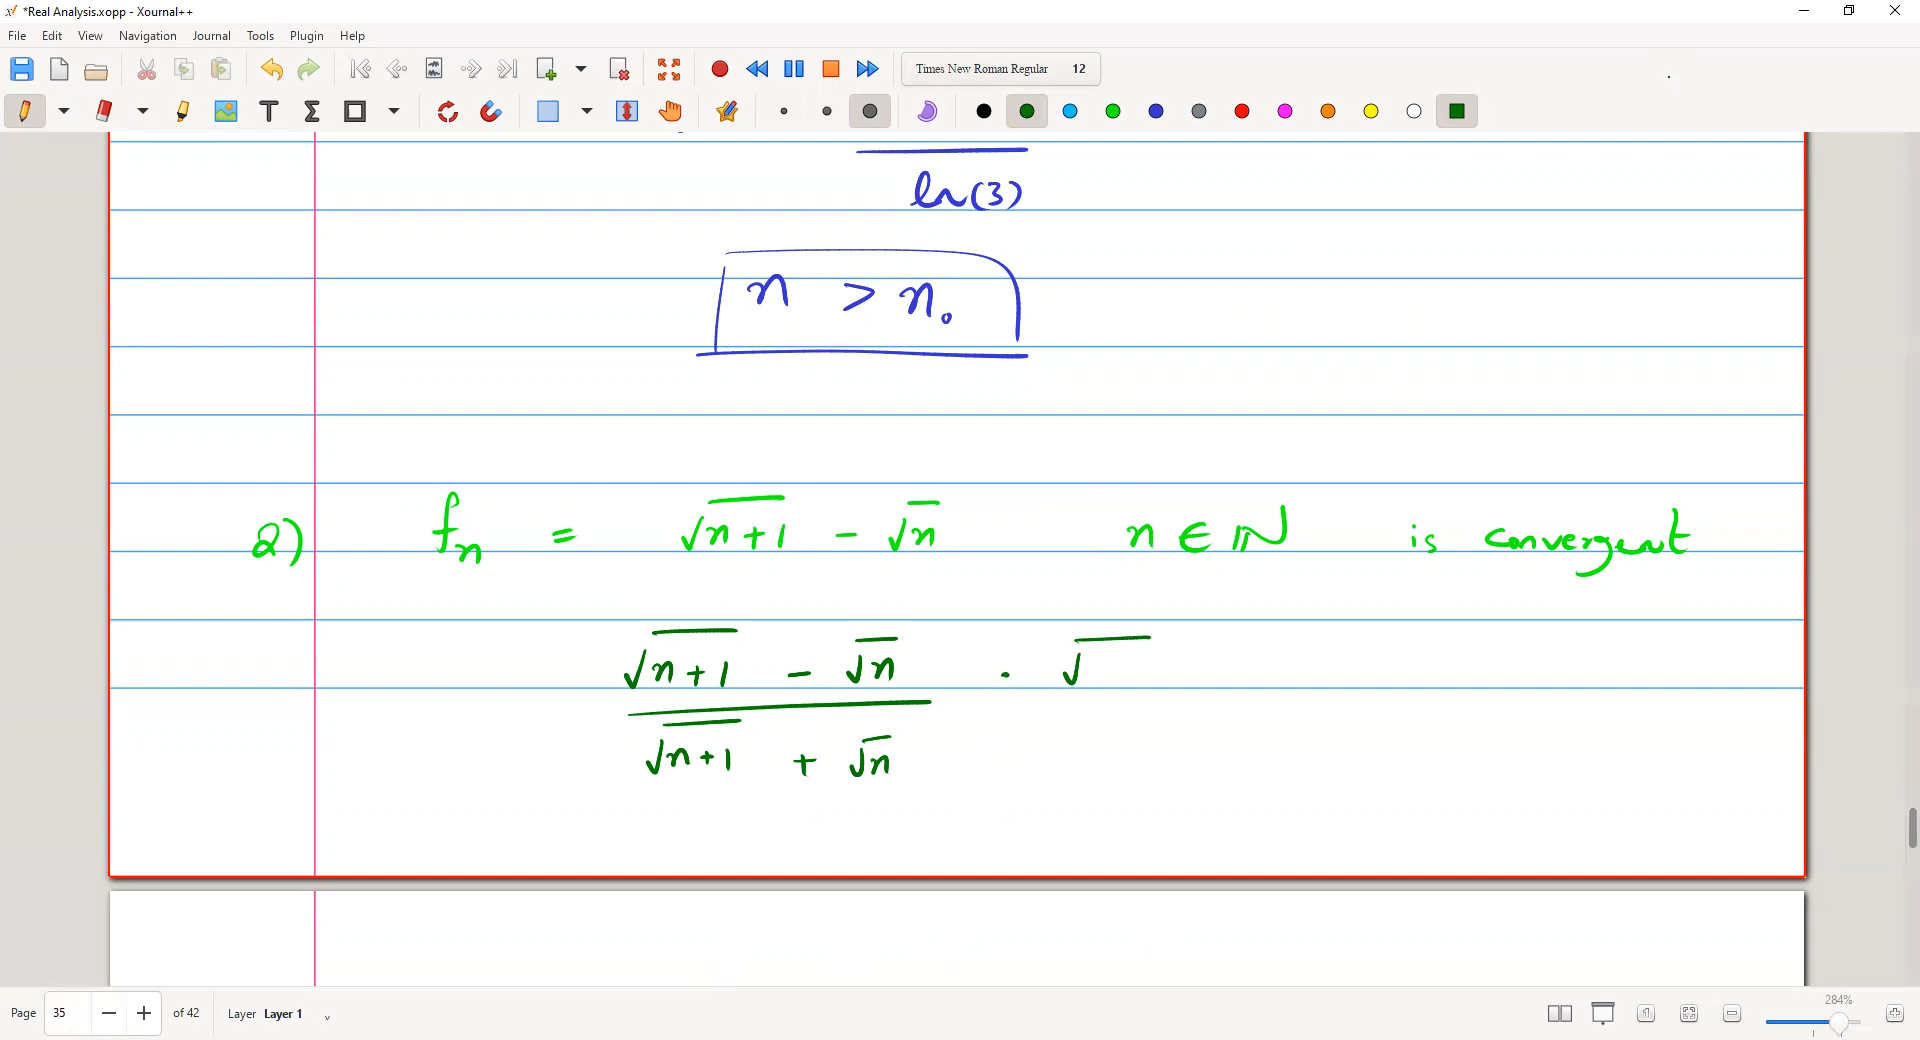 *Real Analysis.xopp - Xournal++
File Edit View Navigation Journal Tools Plugin Help
Times New Roman Regular 12
ln(3)
n > n₀
2) fₙ = √(n+1) - √n n ∈ ℕ is convergent
√(n+1) - √n . √
√(n+1) + √n
Page 35 of 42 Layer Layer 1
284%